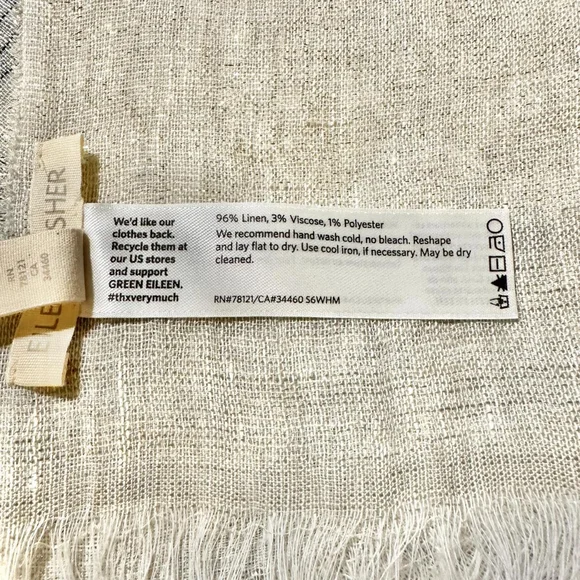 EILE SHER
RN
78121
CA
34460
We'd like our
clothes back.
Recycle them at
our US stores
and support
GREEN EILEEN.
#thxverymuch
96% Linen, 3% Viscose, 1% Polyester
We recommend hand wash cold, no bleach. Reshape
and lay flat to dry. Use cool iron, if necessary. May be dry
cleaned.
RN#78121/CA#34460 S6WHM